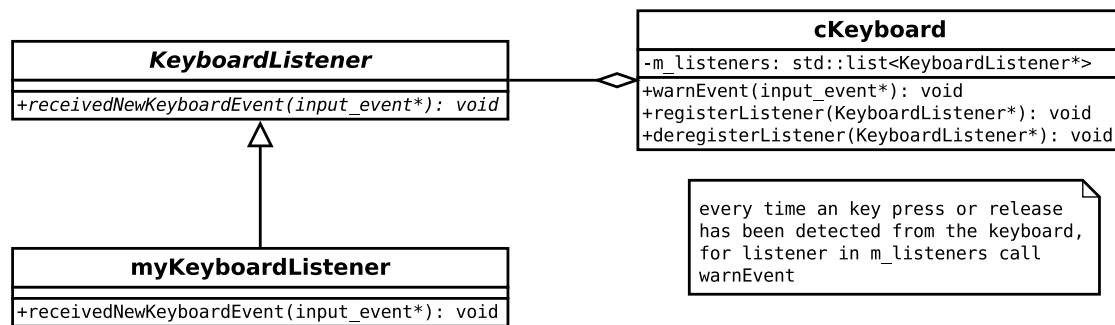 KeyboardListener
+receivedNewKeyboardEvent(input_event*): void
cKeyboard
-m_listeners: std::list<KeyboardListener*>
+warnEvent(input_event*): void
+registerListener(KeyboardListener*): void
+deregisterListener(KeyboardListener*): void
every time an key press or release
has been detected from the keyboard,
for listener in m_listeners call
warnEvent
myKeyboardListener
+receivedNewKeyboardEvent(input_event*): void